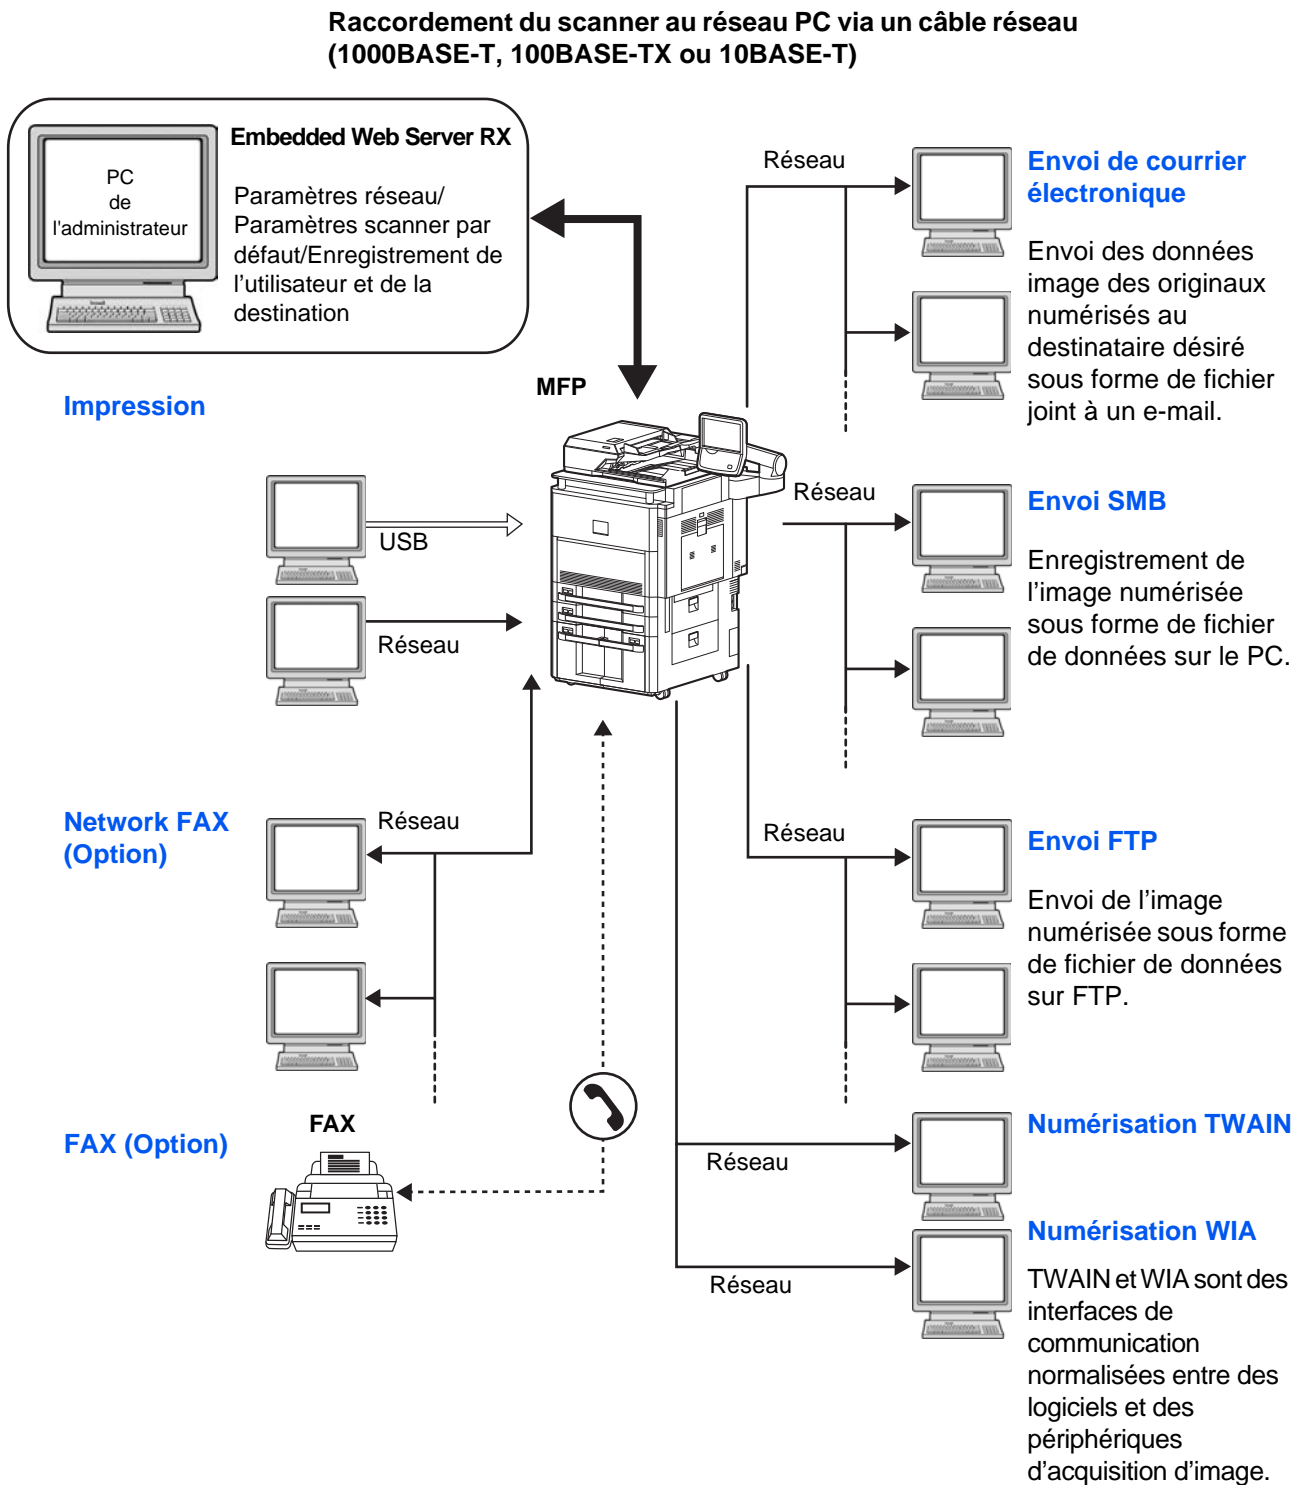 Raccordement du scanner au réseau PC via un câble réseau
(1000BASE-T, 100BASE-TX ou 10BASE-T)
Embedded Web Server RX
PC
de
l'administrateur
Paramètres réseau/
Paramètres scanner par
défaut/Enregistrement de
l’utilisateur et de la
destination
MFP
Impression
USB
Réseau
Network FAX
(Option)
Réseau
FAX (Option)
FAX
Réseau
Envoi de courrier
électronique
Envoi des données
image des originaux
numérisés au
destinataire désiré
sous forme de fichier
joint à un e-mail.
Réseau
Envoi SMB
Enregistrement de
l’image numérisée
sous forme de fichier
de données sur le PC.
Réseau
Envoi FTP
Envoi de l’image
numérisée sous forme
de fichier de données
sur FTP.
Réseau
Numérisation TWAIN
Réseau
Numérisation WIA
TWAIN et WIA sont des
interfaces de
communication
normalisées entre des
logiciels et des
périphériques
d’acquisition d’image.